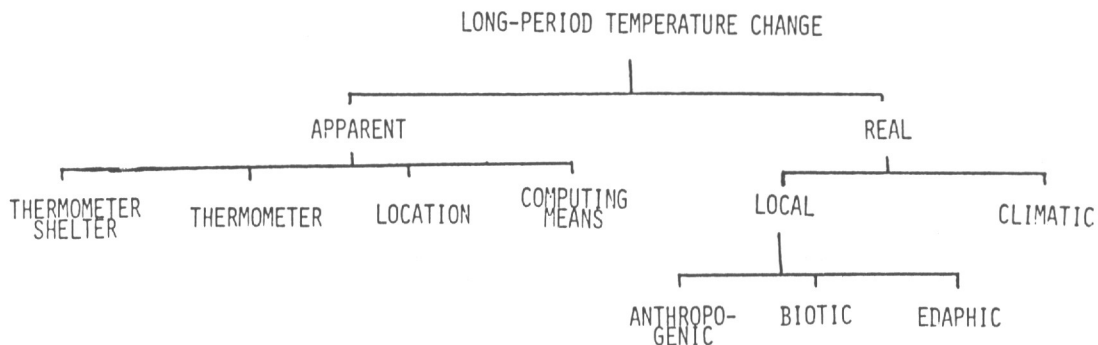 LONG-PERIOD TEMPERATURE CHANGE
APPARENT
REAL
THERMOMETER
SHELTER
THERMOMETER
LOCATION
COMPUTING
MEANS
LOCAL
CLIMATIC
ANTHROPO-
GENIC
BIOTIC
EDAPHIC